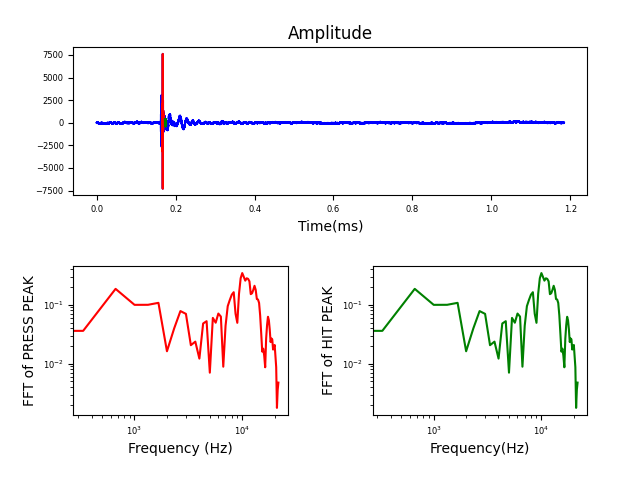 Amplitude
7500
5000
2500
0
−2500
−5000
−7500
0.0 0.2 0.4 0.6 0.8 1.0 1.2
Time(ms)
FFT of PRESS PEAK
10⁻¹
10⁻²
10³ 10⁴
Frequency (Hz)
FFT of HIT PEAK
10⁻¹
10⁻²
10³ 10⁴
Frequency(Hz)